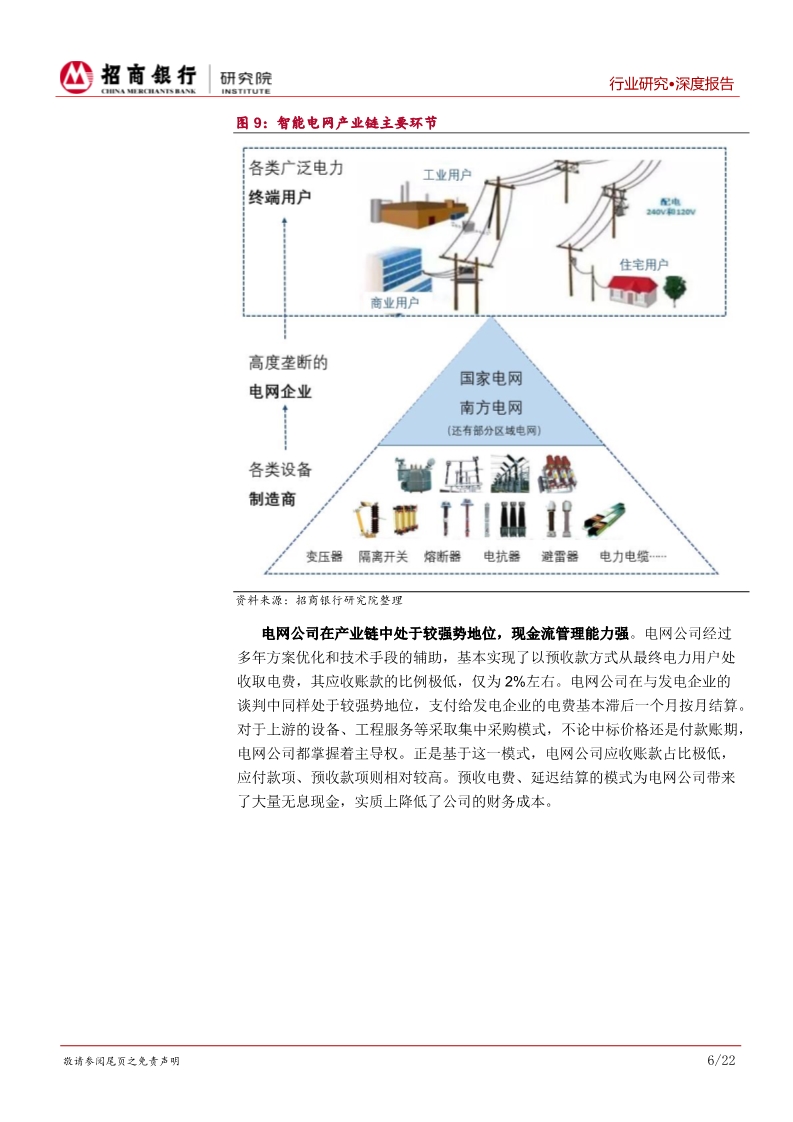 招商银行
CHINA MERCHANTS BANK
研究院
INSTITUTE
行业研究•深度报告
图 9：智能电网产业链主要环节
各类广泛电力
终端用户
工业用户
配电
240V和120V
住宅用户
商业用户
高度垄断的
电网企业
国家电网
南方电网
（还有部分区域电网）
各类设备
制造商
变压器 隔离开关 熔断器 电抗器 避雷器 电力电缆……
资料来源：招商银行研究院整理
电网公司在产业链中处于较强势地位，现金流管理能力强。电网公司经过
多年方案优化和技术手段的辅助，基本实现了以预收款方式从最终电力用户处
收取电费，其应收账款的比例极低，仅为 2%左右。电网公司在与发电企业的
谈判中同样处于较强势地位，支付给发电企业的电费基本滞后一个月按月结算。
对于上游的设备、工程服务等采取集中采购模式，不论中标价格还是付款账期，
电网公司都掌握着主导权。正是基于这一模式，电网公司应收账款占比极低，
应付款项、预收款项则相对较高。预收电费、延迟结算的模式为电网公司带来
了大量无息现金，实质上降低了公司的财务成本。
敬请参阅尾页之免责声明
6/22